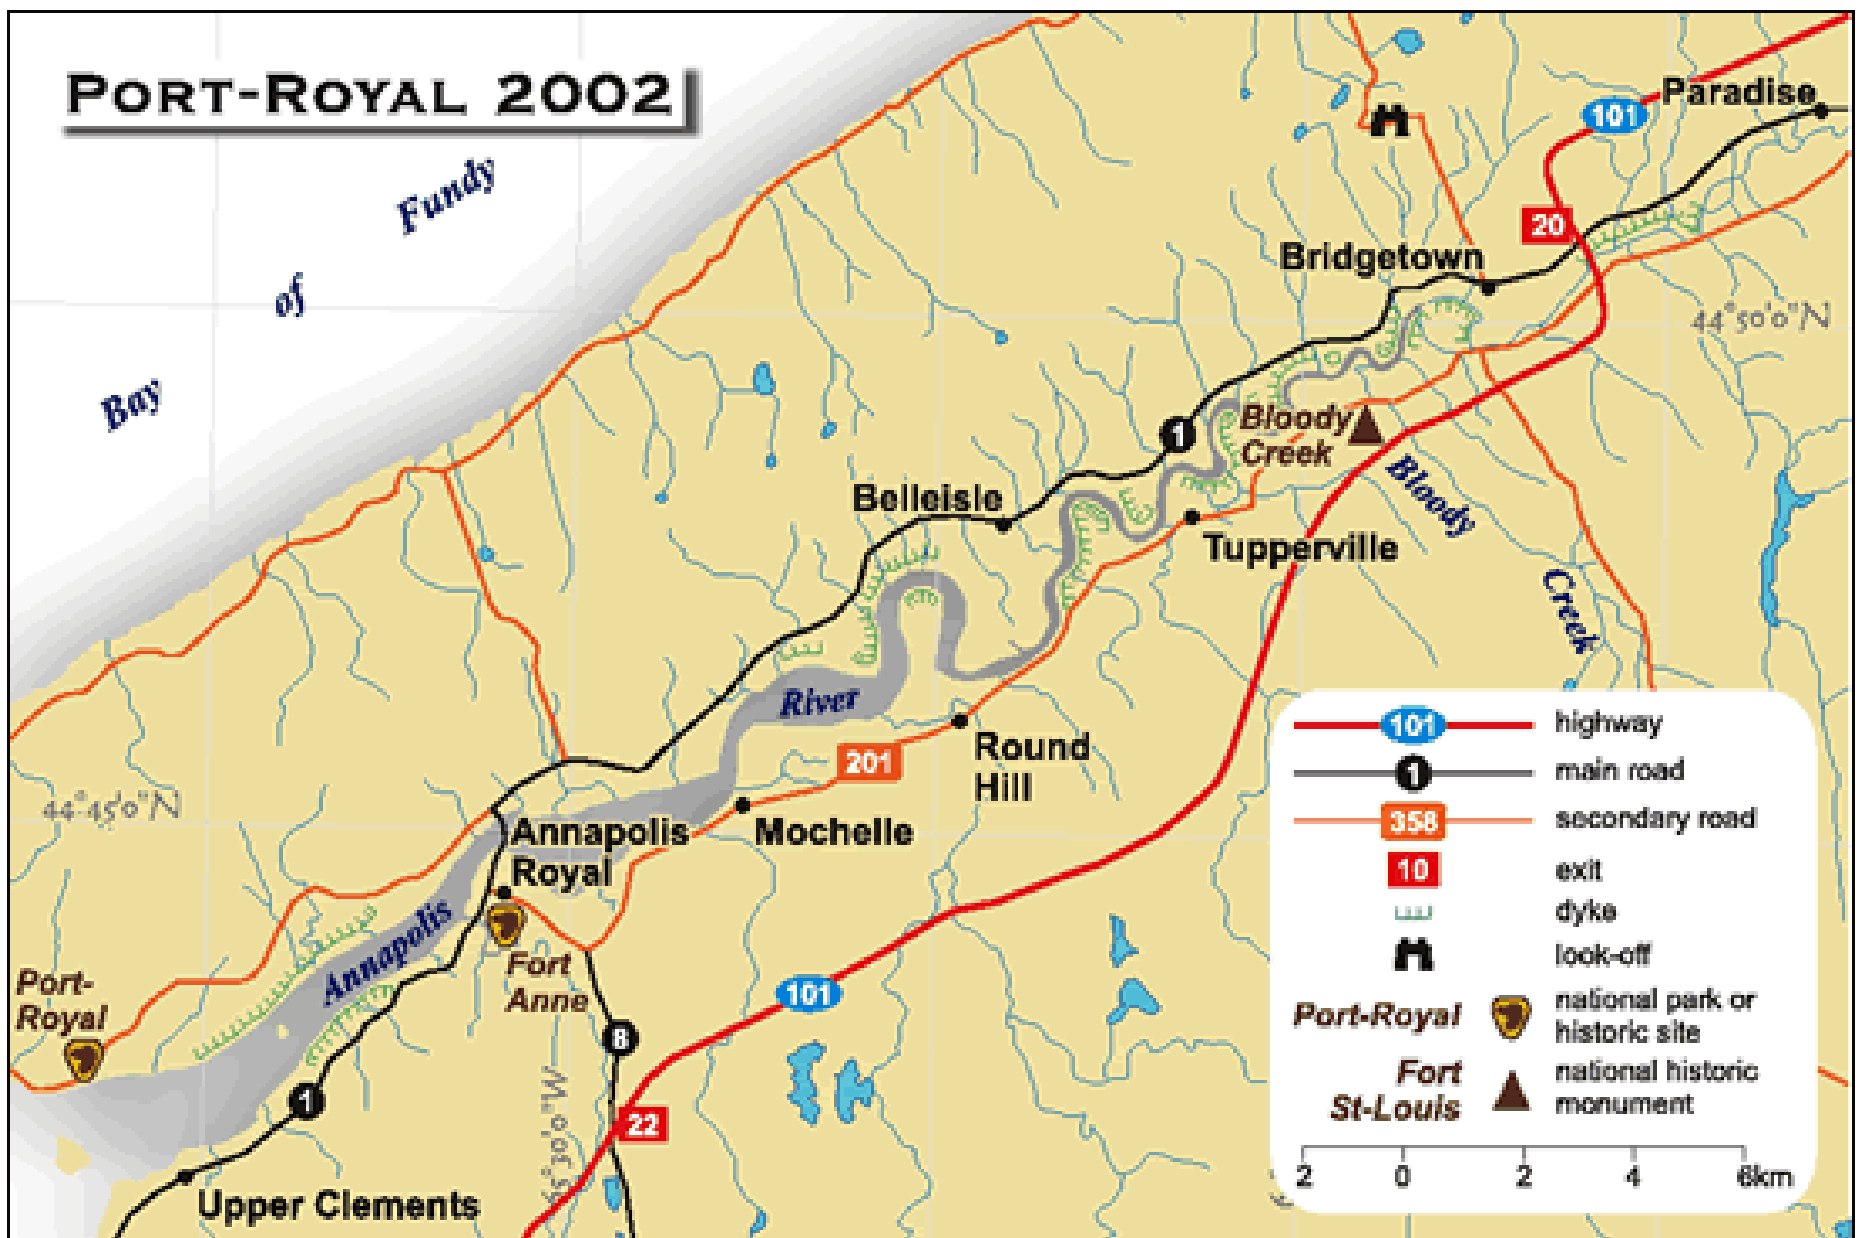 PORT-ROYAL 2002
Paradise
101
Fundy
20
Bridgetown
of
44°50'0"N
Bay
1
Bloody
Creek
Bloody
Belleisle
Tupperville
Creek
River
Round
Hill
201
44°45'0"N
Annapolis
Royal
Mochelle
Annapolis
Fort
Anne
Port-
Royal
101
8
1
22
Upper Clements
101 highway
1 main road
358 secondary road
10 exit
dyke
look-off
Port-Royal national park or
historic site
Fort
St-Louis national historic
monument
2 0 2 4 6km